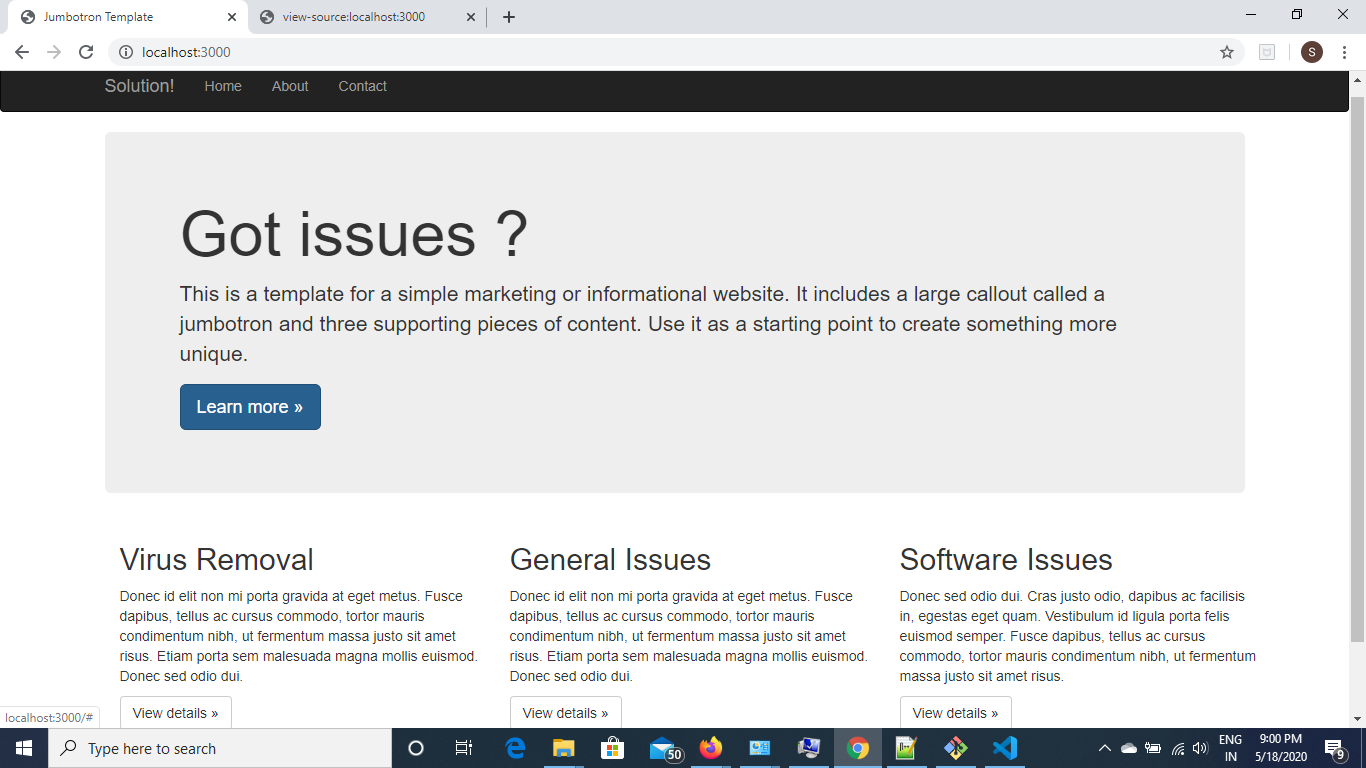 Jumbotron Template
view-source:localhost:3000
localhost:3000
S
Solution!
Home
About
Contact
Got issues ?
This is a template for a simple marketing or informational website. It includes a large callout called a
jumbotron and three supporting pieces of content. Use it as a starting point to create something more
unique.
Learn more »
Virus Removal
Donec id elit non mi porta gravida at eget metus. Fusce
dapibus, tellus ac cursus commodo, tortor mauris
condimentum nibh, ut fermentum massa justo sit amet
risus. Etiam porta sem malesuada magna mollis euismod.
Donec sed odio dui.
View details »
General Issues
Donec id elit non mi porta gravida at eget metus. Fusce
dapibus, tellus ac cursus commodo, tortor mauris
condimentum nibh, ut fermentum massa justo sit amet
risus. Etiam porta sem malesuada magna mollis euismod.
Donec sed odio dui.
View details »
Software Issues
Donec sed odio dui. Cras justo odio, dapibus ac facilisis
in, egestas eget quam. Vestibulum id ligula porta felis
euismod semper. Fusce dapibus, tellus ac cursus
commodo, tortor mauris condimentum nibh, ut fermentum
massa justo sit amet risus.
View details »
localhost:3000/#
Type here to search
50
ENG
IN
9:00 PM
5/18/2020
9